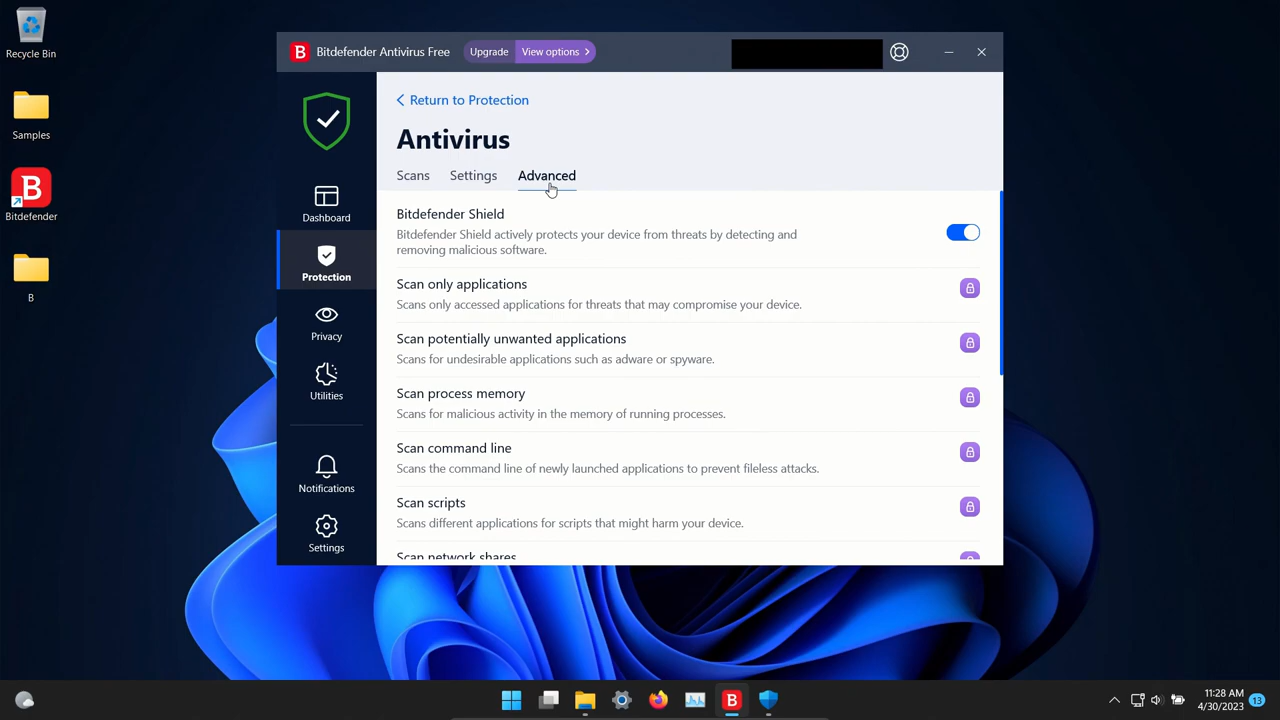 Recycle Bin
Samples
Bitdefender
B
B Bitdefender Antivirus Free Upgrade View options
Return to Protection
Antivirus
Scans Settings Advanced
Dashboard
Protection
Privacy
Utilities
Notifications
Settings
Bitdefender Shield
Bitdefender Shield actively protects your device from threats by detecting and
removing malicious software.
Scan only applications
Scans only accessed applications for threats that may compromise your device.
Scan potentially unwanted applications
Scans for undesirable applications such as adware or spyware.
Scan process memory
Scans for malicious activity in the memory of running processes.
Scan command line
Scans the command line of newly launched applications to prevent fileless attacks.
Scan scripts
Scans different applications for scripts that might harm your device.
Scan network shares
11:28 AM
4/30/2023
13